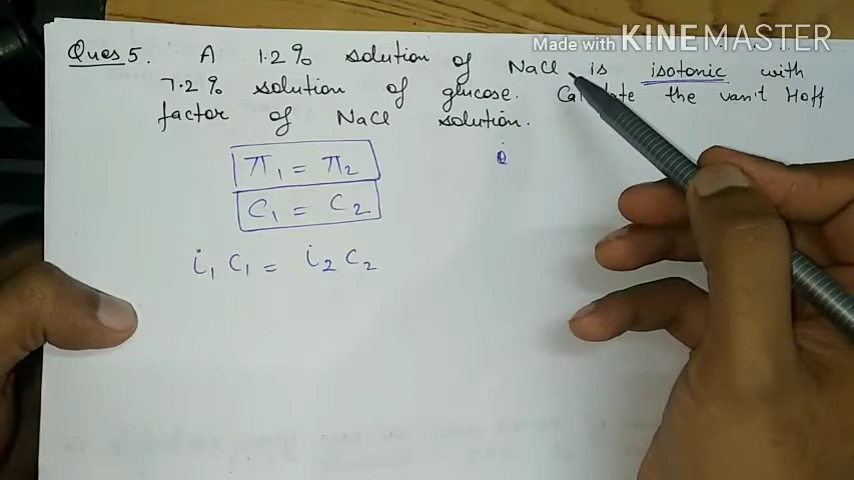 Made with KINEMASTER
Ques 5. A 1.2% solution of NaCl is isotonic with
7.2% solution of glucose. Calculate the van't Hoff
factor of NaCl solution.
π₁ = π₂
C₁ = C₂
i₁ C₁ = i₂ C₂